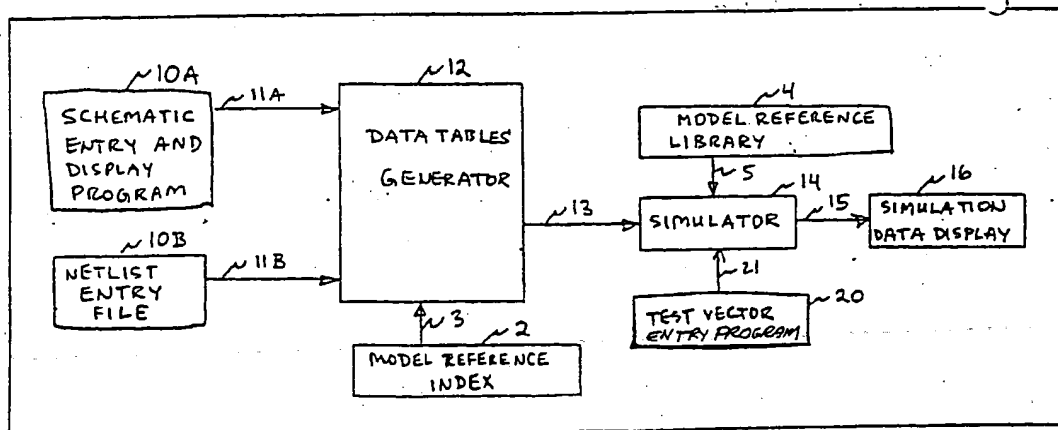 10A
SCHEMATIC
ENTRY AND
DISPLAY
PROGRAM
11A
10B
NETLIST
ENTRY
FILE
11B
12
DATA TABLES
GENERATOR
3
2
MODEL REFERENCE
INDEX
13
4
MODEL REFERENCE
LIBRARY
5
14
SIMULATOR
15
16
SIMULATION
DATA DISPLAY
21
20
TEST VECTOR
ENTRY PROGRAM